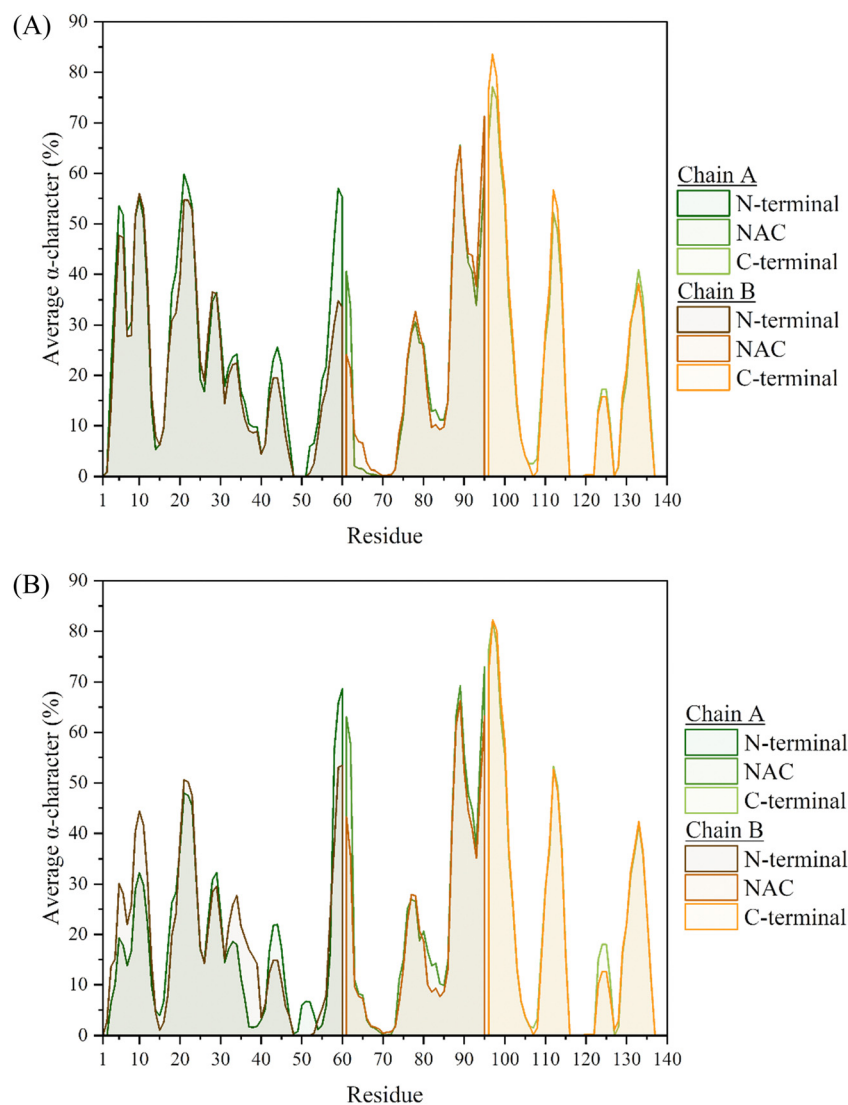 (A)
90
80
70
60
50
40
30
20
10
0
Average α-character (%)
1 10 20 30 40 50 60 70 80 90 100 110 120 130 140
Residue
Chain A
N-terminal
NAC
C-terminal
Chain B
N-terminal
NAC
C-terminal
(B)
90
80
70
60
50
40
30
20
10
0
Average α-character (%)
1 10 20 30 40 50 60 70 80 90 100 110 120 130 140
Residue
Chain A
N-terminal
NAC
C-terminal
Chain B
N-terminal
NAC
C-terminal